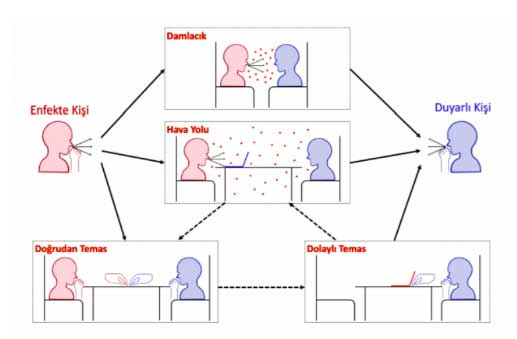 Damlacık
Enfekte Kişi
Duyarlı Kişi
Hava Yolu
Doğrudan Temas
Dolaylı Temas